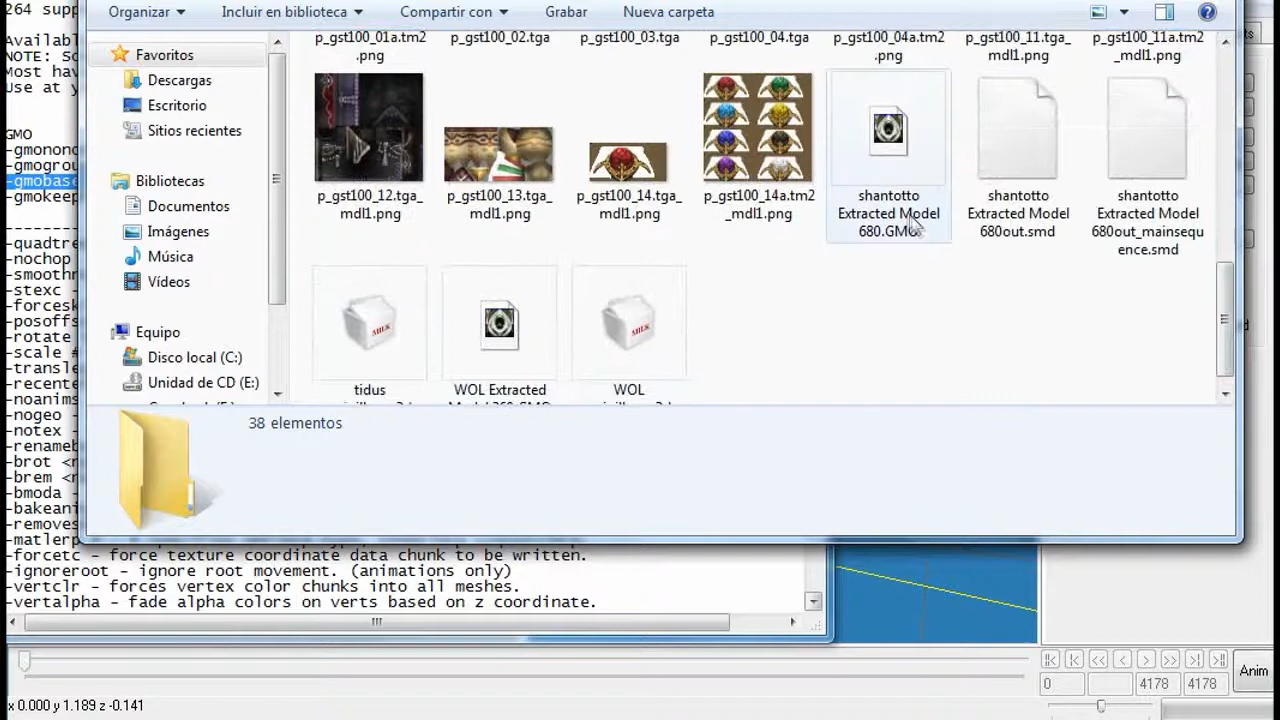 264 supp
Availabl
NOTE: So
Most hav
Use at y
GMO
-gmonono
-gmogrou
-gmobase
-gmokeep
-quadtre
-nochop
-smoothn
-stexc -
-forcesk
-posoffs
-rotate
-scale #
-transle
-recente
-noanims
-nogeo -
-notex -
-renameb
-brot <n
-brem <n
-bmoda -
-bakeani
-removes
-matlerp
-forcetc - force texture coordinate data chunk to be written.
-ignoreroot - ignore root movement. (animations only)
-vertclr - forces vertex color chunks into all meshes.
-vertalpha - fade alpha colors on verts based on z coordinate.
Organizar Incluir en biblioteca Compartir con Grabar Nueva carpeta
Favoritos
Descargas
Escritorio
Sitios recientes
Bibliotecas
Documentos
Imágenes
Música
Vídeos
Equipo
Disco local (C:)
Unidad de CD (E:)
p_gst100_01a.tm2 p_gst100_02.tga p_gst100_03.tga p_gst100_04.tga p_gst100_04a.tm2 p_gst100_11.tga_ p_gst100_11a.tm2
.png .png mdl1.png _mdl1.png
p_gst100_12.tga_ p_gst100_13.tga_ p_gst100_14.tga_ p_gst100_14a.tm2 shantotto shantotto shantotto
mdl1.png mdl1.png mdl1.png _mdl1.png Extracted Model Extracted Model Extracted Model
680.GMO 680out.smd 680out_mainsequ
ence.smd
MILK MILK
tidus WOL Extracted WOL
38 elementos
Anim
0 4178 4178
x 0.000 y 1.189 z -0.141